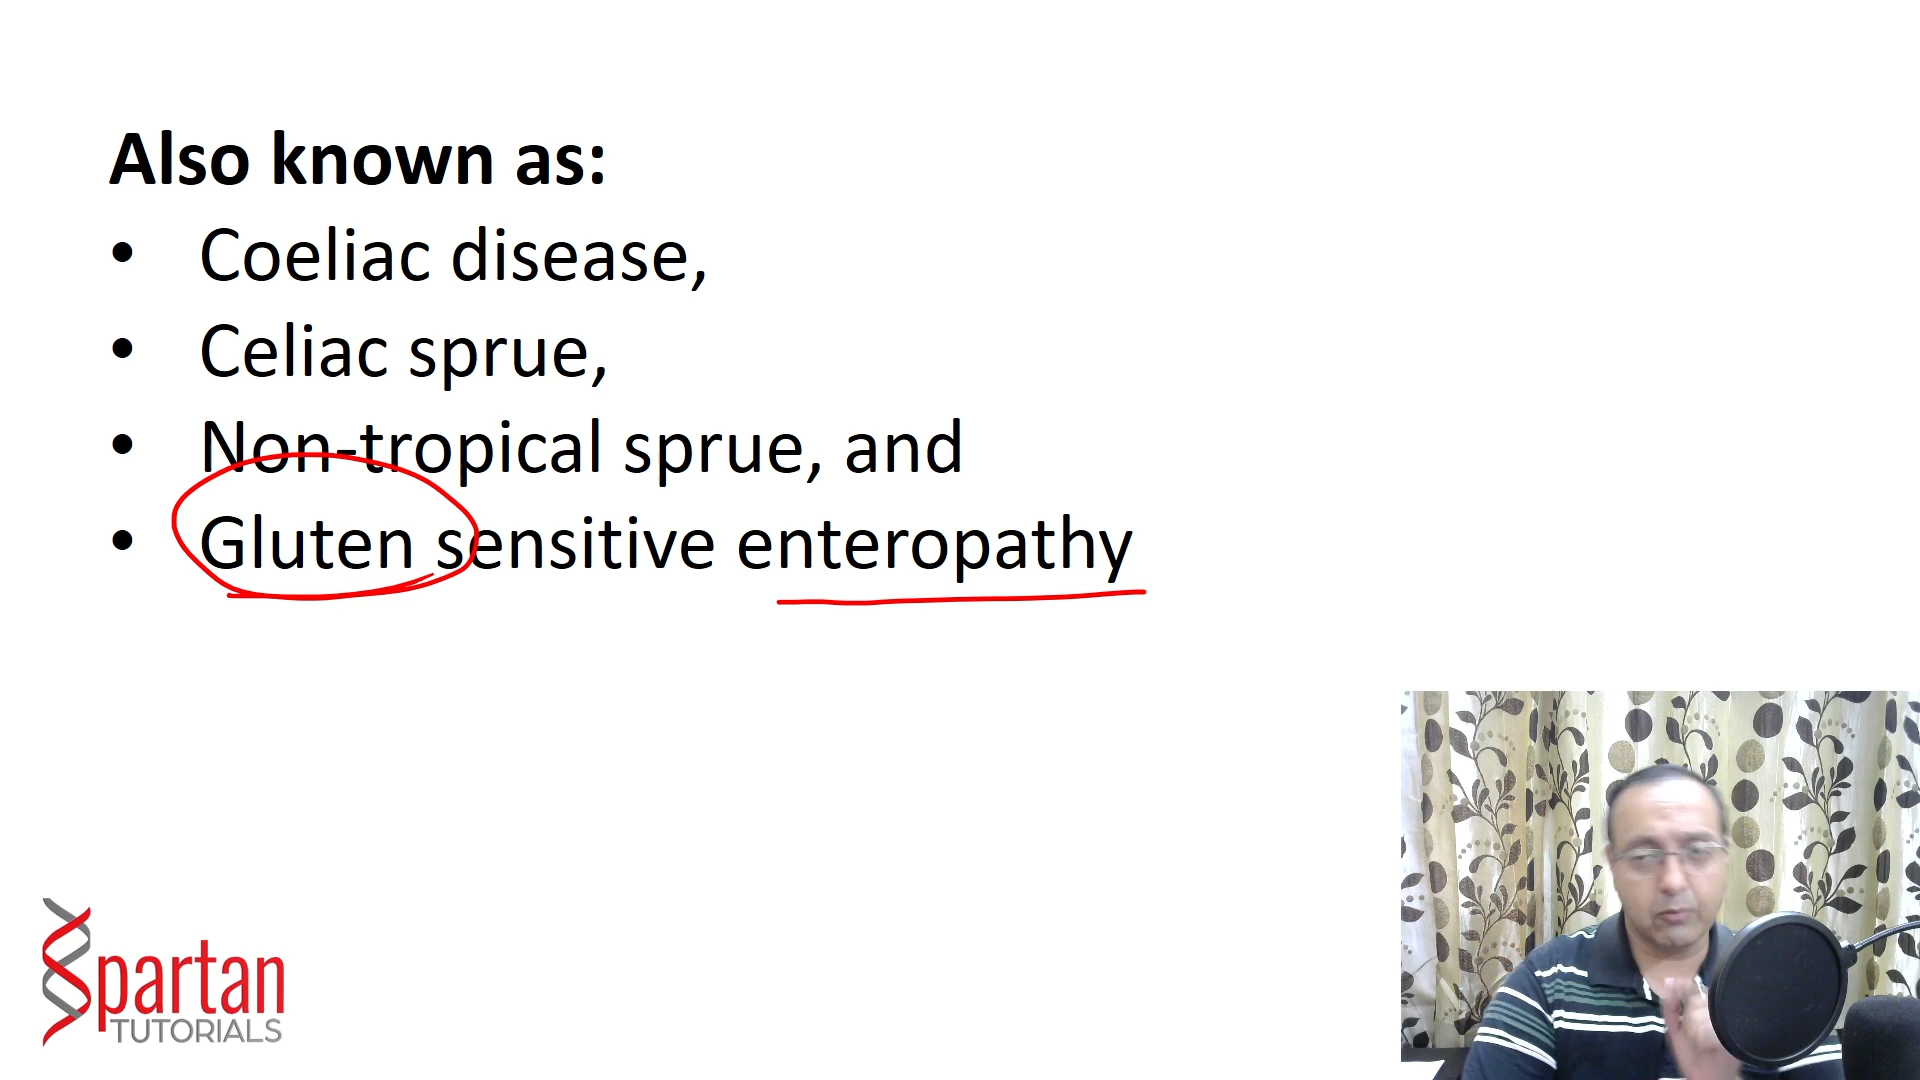 Also known as:
• Coeliac disease,
• Celiac sprue,
• Non-tropical sprue, and
• Gluten sensitive enteropathy
Spartan
TUTORIALS